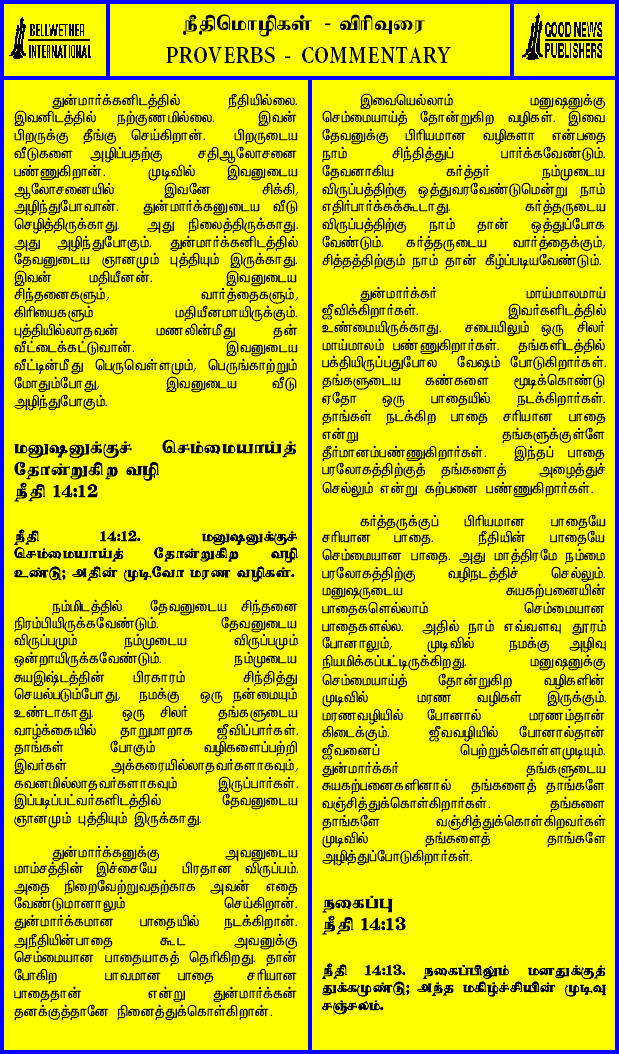 BELLWETHER
INTERNATIONAL
நீதிமொழிகள் - விரிவுரை
PROVERBS - COMMENTARY
GOOD NEWS
PUBLISHERS
துன்மார்க்கனிடத்தில் நீதியில்லை.
இவனிடத்தில் நற்குணமில்லை. இவன்
பிறருக்கு தீங்கு செய்கிறான். பிறருடைய
வீடுகளை அழிப்பதற்கு சதிஆலோசனை
பண்ணுகிறான். முடிவில் இவனுடைய
ஆலோசனையில் இவனே சிக்கி,
அழிந்துபோவான். துன்மார்க்கனுடைய வீடு
செழித்திருக்காது. அது நிலைத்திருக்காது.
அது அழிந்துபோகும். துன்மார்க்கனிடத்தில்
தேவனுடைய ஞானமும் புத்தியும் இருக்காது.
இவன் மதியீனன். இவனுடைய
சிந்தனைகளும், வார்த்தைகளும்,
கிரியைகளும் மதியீனமாயிருக்கும்.
புத்தியில்லாதவன் மணலின்மீது தன்
வீட்டைக்கட்டுவான். இவனுடைய
வீட்டின்மீது பெருவெள்ளமும், பெருங்காற்றும்
மோதும்போது, இவனுடைய வீடு
அழிந்துபோகும்.
மனுஷனுக்குச் செம்மையாய்த்
தோன்றுகிற வழி
நீதி 14:12
நீதி 14:12. மனுஷனுக்குச்
செம்மையாய்த் தோன்றுகிற வழி
உண்டு; அதின் முடிவோ மரண வழிகள்.
நம்மிடத்தில் தேவனுடைய சிந்தனை
நிரம்பியிருக்கவேண்டும். தேவனுடைய
விருப்பமும் நம்முடைய விருப்பமும்
ஒன்றாயிருக்கவேண்டும். நம்முடைய
சுயஇஷ்டத்தின் பிரகாரம் சிந்தித்து
செயல்படும்போது, நமக்கு ஒரு நன்மையும்
உண்டாகாது. ஒரு சிலர் தங்களுடைய
வாழ்க்கையில் தாறுமாறாக ஜீவிப்பார்கள்.
தாங்கள் போகும் வழிகளைப்பற்றி
இவர்கள் அக்கரையில்லாதவர்களாகவும்,
கவனமில்லாதவர்களாகவும் இருப்பார்கள்.
இப்படிப்பட்வர்களிடத்தில் தேவனுடைய
ஞானமும் புத்தியும் இருக்காது.
துன்மார்க்கனுக்கு அவனுடைய
மாம்சத்தின் இச்சையே பிரதான விருப்பம்.
அதை நிறைவேற்றுவதற்காக அவன் எதை
வேண்டுமானாலும் செய்கிறான்.
துன்மார்க்கமான பாதையில் நடக்கிறான்.
அநீதியின்பாதை கூட அவனுக்கு
செம்மையான பாதையாகத் தெரிகிறது. தான்
போகிற பாவமான பாதை சரியான
பாதைதான் என்று துன்மார்க்கன்
தனக்குத்தானே நினைத்துக்கொள்கிறான்.
இவையெல்லாம் மனுஷனுக்கு
செம்மையாய்த் தோன்றுகிற வழிகள். இவை
தேவனுக்கு பிரியமான வழிகளா என்பதை
நாம் சிந்தித்துப் பார்க்கவேண்டும்.
தேவனாகிய கர்த்தர் நம்முடைய
விருப்பத்திற்கு ஒத்துவரவேண்டுமென்று நாம்
எதிர்பார்க்கக்கூடாது. கர்த்தருடைய
விருப்பத்திற்கு நாம் தான் ஒத்துப்போக
வேண்டும். கர்த்தருடைய வார்த்தைக்கும்,
சித்தத்திற்கும் நாம் தான் கீழ்ப்படியவேண்டும்.
துன்மார்க்கர் மாய்மாலமாய்
ஜீவிக்கிறார்கள். இவர்களிடத்தில்
உண்மையிருக்காது. சபையிலும் ஒரு சிலர்
மாய்மாலம் பண்ணுகிறார்கள். தங்களிடத்தில்
பக்தியிருப்பதுபோல வேஷம் போடுகிறார்கள்.
தங்களுடைய கண்களை மூடிக்கொண்டு
ஏதோ ஒரு பாதையில் நடக்கிறார்கள்.
தாங்கள் நடக்கிற பாதை சரியான பாதை
என்று தங்களுக்குள்ளே
தீர்மானம்பண்ணுகிறார்கள். இந்தப் பாதை
பரலோகத்திற்குத் தங்களைத் அழைத்துச்
செல்லும் என்று கற்பனை பண்ணுகிறார்கள்.
கர்த்தருக்குப் பிரியமான பாதையே
சரியான பாதை. நீதியின் பாதையே
செம்மையான பாதை. அது மாத்திரமே நம்மை
பரலோகத்திற்கு வழிநடத்திச் செல்லும்.
மனுஷருடைய சுயகற்பனையின்
பாதைகளெல்லாம் செம்மையான
பாதைகளல்ல. அதில் நாம் எவ்வளவு தூரம்
போனாலும், முடிவில் நமக்கு அழிவு
நியமிக்கப்பட்டிருக்கிறது. மனுஷனுக்கு
செம்மையாய்த் தோன்றுகிற வழிகளின்
முடிவில் மரண வழிகள் இருக்கும்.
மரணவழியில் போனால் மரணம்தான்
கிடைக்கும். ஜீவவழியில் போனால்தான்
ஜீவனைப் பெற்றுக்கொள்ளமுடியும்.
துன்மார்க்கர் தங்களுடைய
சுயகற்பனைகளினால் தங்களைத் தாங்களே
வஞ்சித்துக்கொள்கிறார்கள். தங்களை
தாங்களே வஞ்சித்துக்கொள்கிறவர்கள்
முடிவில் தங்களைத் தாங்களே
அழித்துப்போடுகிறார்கள்.
நகைப்பு
நீதி 14:13
நீதி 14:13. நகைப்பிலும் மனதுக்குத்
துக்கமுண்டு; அந்த மகிழ்ச்சியின் முடிவு
சஞ்சலம்.